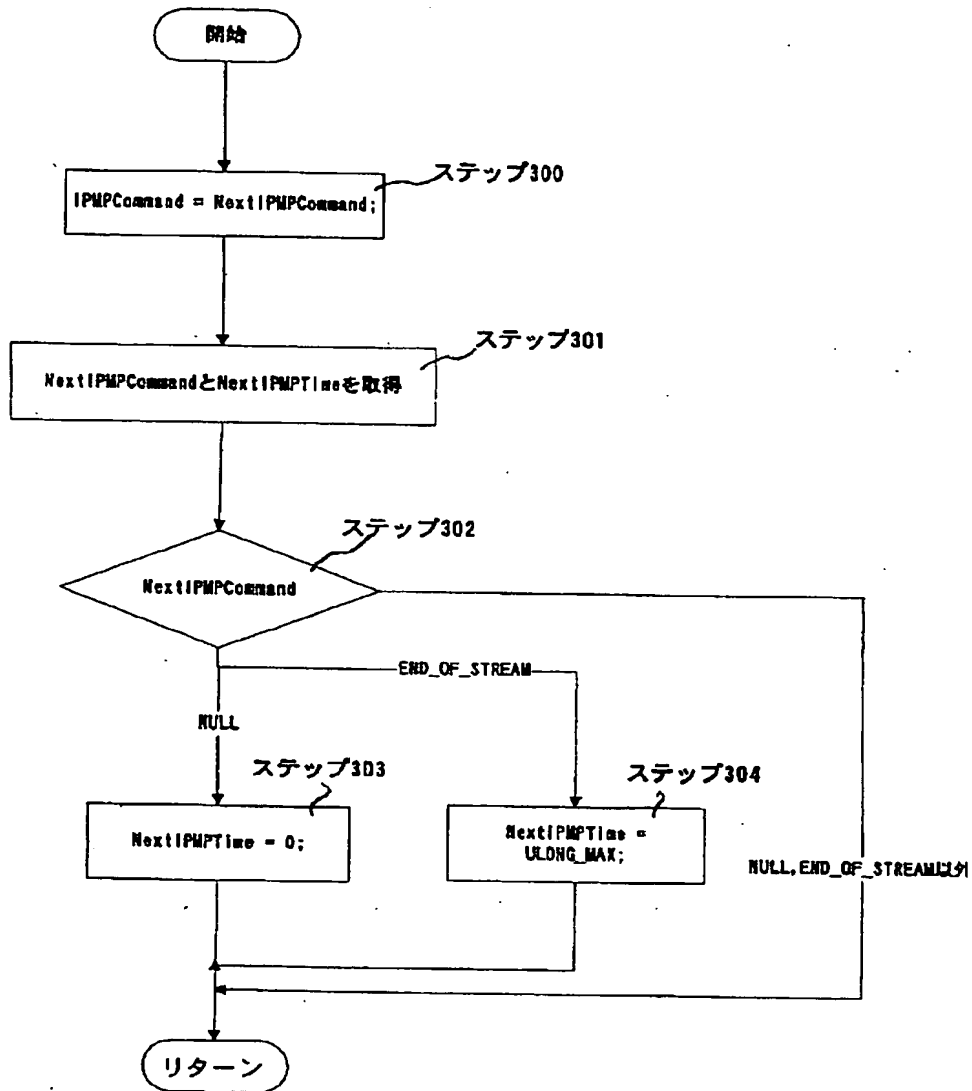 開始
ステップ300
IPMPCommand = NextIPMPCommand;
ステップ301
NextIPMPCommandとNextIPMPTimeを取得
ステップ302
NextIPMPCommand
END_OF_STREAM
NULL
ステップ303
ステップ304
NextIPMPTime = 0;
NextIPMPTime =
ULONG_MAX;
NULL,END_OF_STREAM以外
リターン